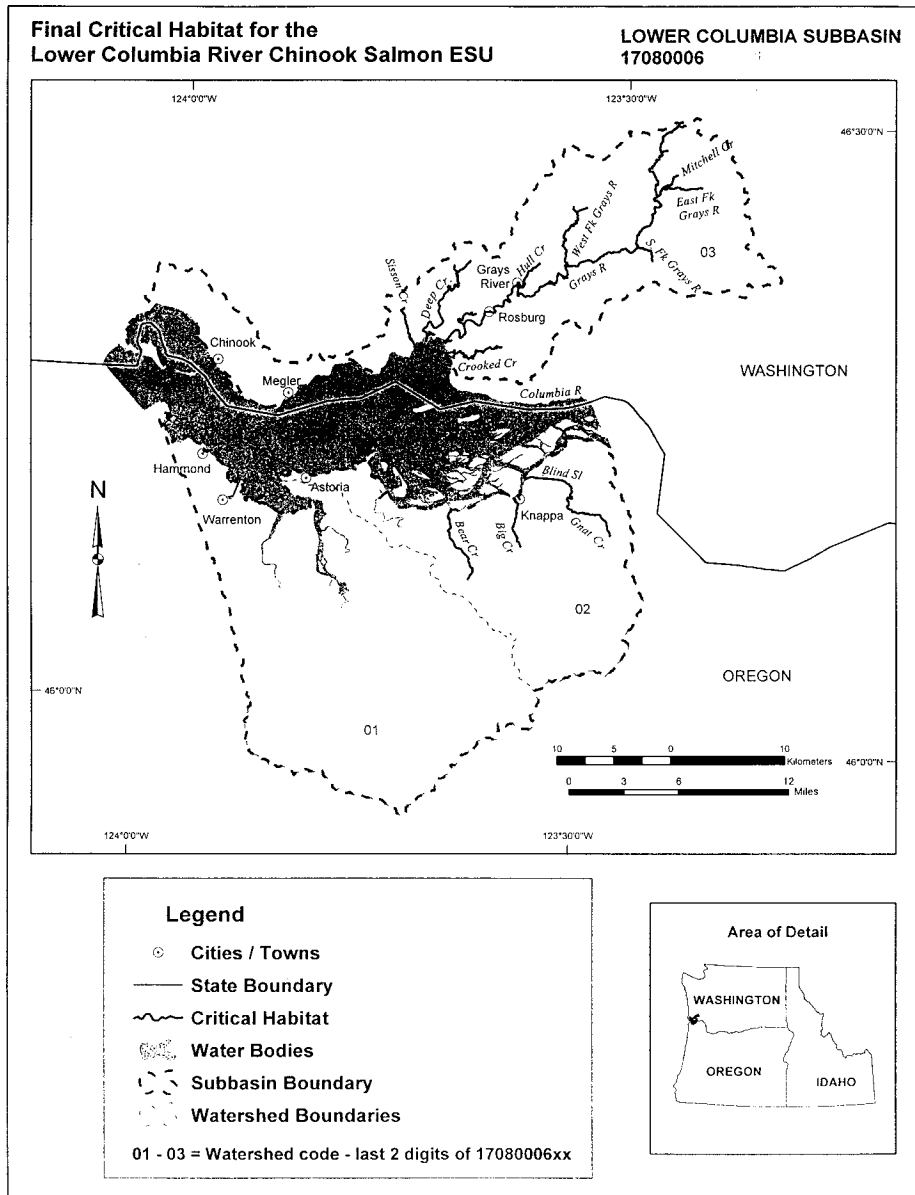 Final Critical Habitat for the
Lower Columbia River Chinook Salmon ESU
LOWER COLUMBIA SUBBASIN
17080006
124°0'0"W
123°30'0"W
46°30'0"N
Mitchell Cr
East Fk
Grays R
West Fk Grays R
S Fk Grays R
03
Hull Cr
Grays
River
Grays R
Sisson Cr
Deep Cr
Rosburg
Chinook
Crooked Cr
WASHINGTON
Megler
Columbia R
Hammond
Astoria
Blind Sl
N
Warrenton
Knappa
Gnat Cr
Bear Cr
Big Cr
02
46°0'0"N
OREGON
01
10 5 0 10
Kilometers
46°0'0"N
0 3 6 12
Miles
124°0'0"W
123°30'0"W
Legend
Cities / Towns
State Boundary
Critical Habitat
Water Bodies
Subbasin Boundary
Watershed Boundaries
01 - 03 = Watershed code - last 2 digits of 17080006xx
Area of Detail
WASHINGTON
OREGON
IDAHO